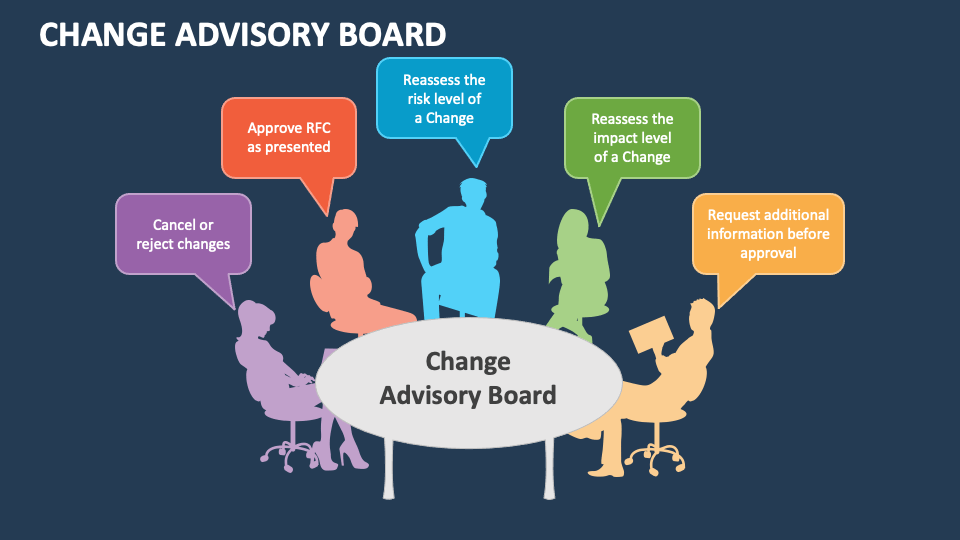 CHANGE ADVISORY BOARD
Cancel or
reject changes
Approve RFC
as presented
Reassess the
risk level of
a Change
Reassess the
impact level
of a Change
Request additional
information before
approval
Change
Advisory Board